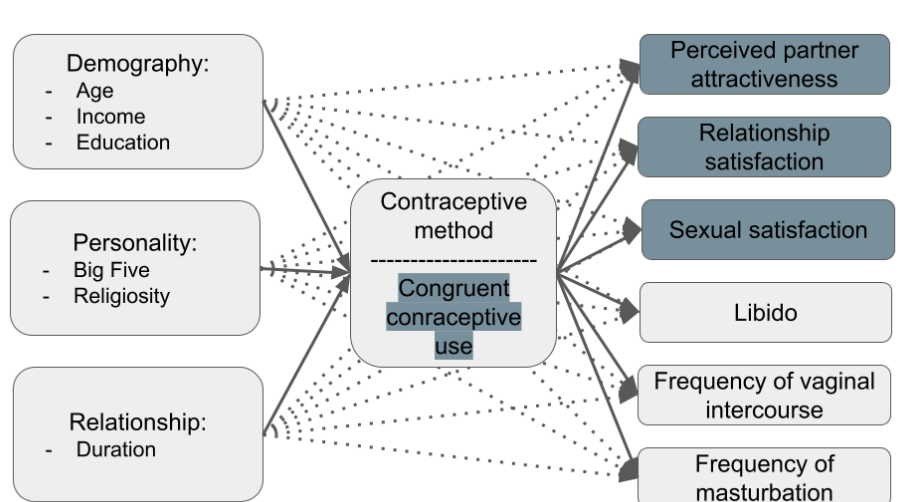 Demography:
- Age
- Income
- Education
Personality:
- Big Five
- Religiosity
Relationship:
- Duration
Contraceptive
method
----------------------
Congruent
conraceptive
use
Perceived partner
attractiveness
Relationship
satisfaction
Sexual satisfaction
Libido
Frequency of vaginal
intercourse
Frequency of
masturbation